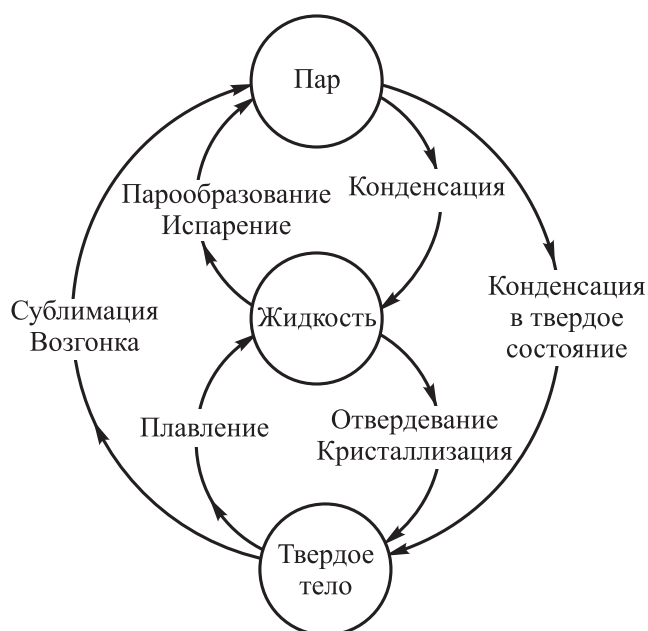 Пар
Парообразование
Испарение
Конденсация
Сублимация
Возгонка
Жидкость
Конденсация
в твердое
состояние
Плавление
Отвердевание
Кристаллизация
Твердое
тело